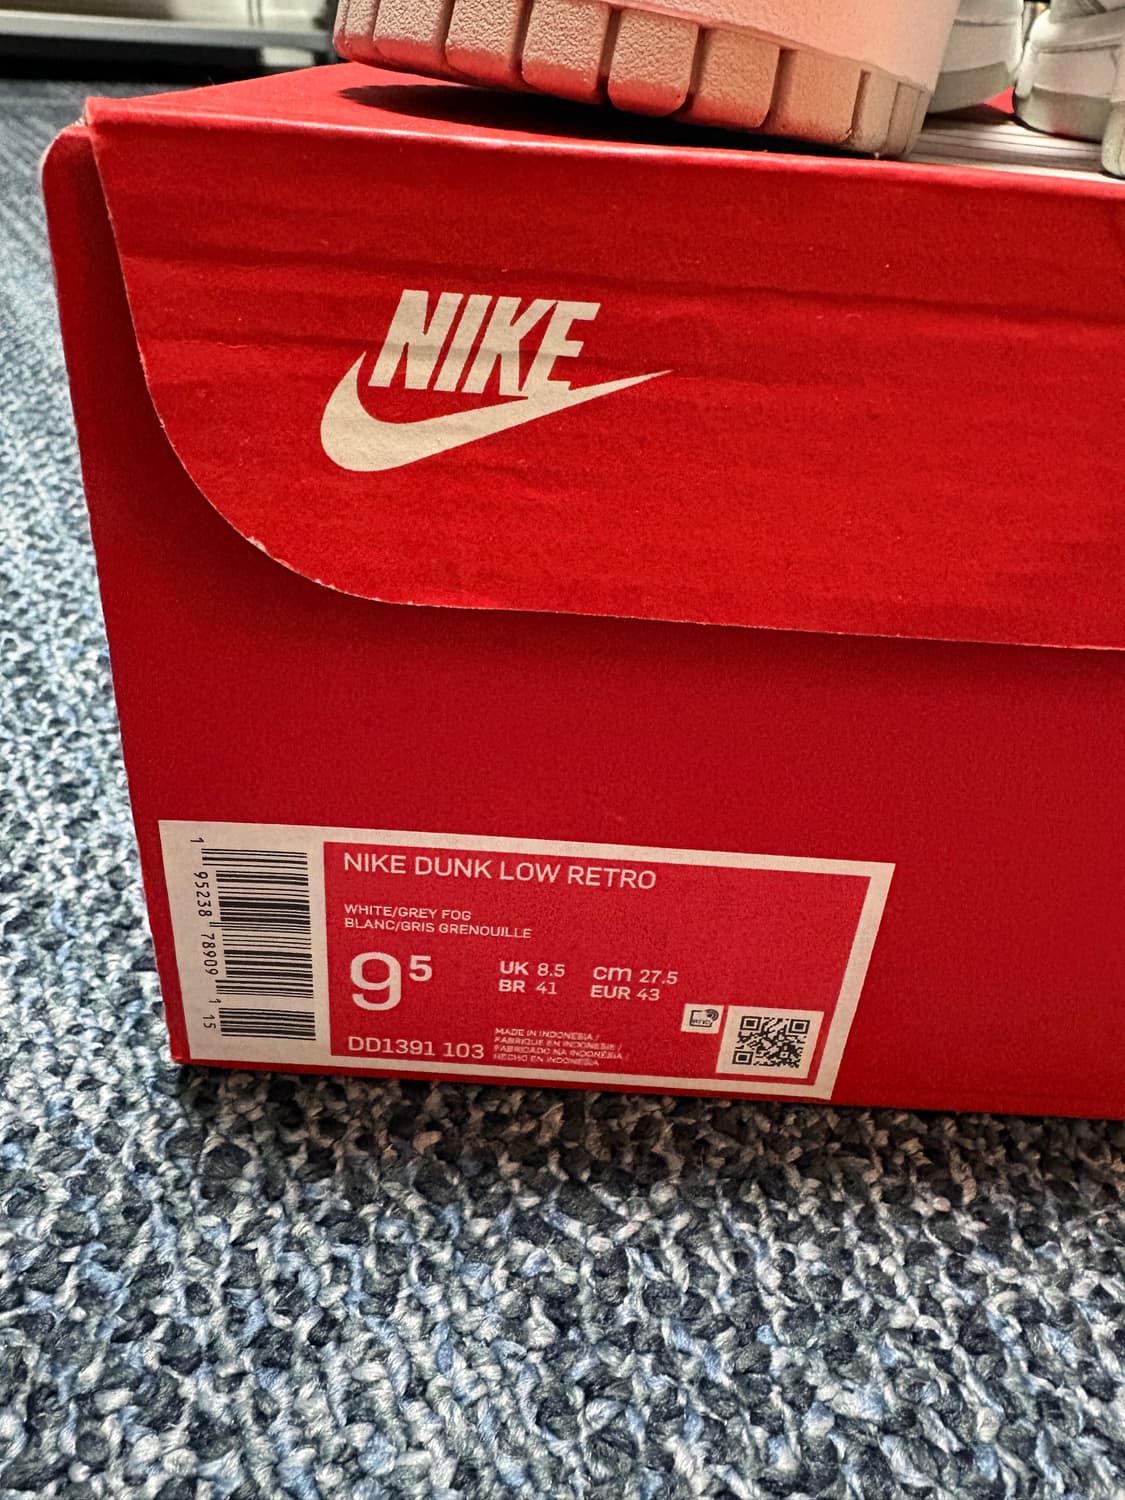 NIKE
NIKE DUNK LOW RETRO
WHITE/GREY FOG
BLANC/GRIS GRENOUILLE
9⁵
UK 8.5 cm 27.5
BR 41 EUR 43
DD1391 103
MADE IN INDONESIA /
FABRIQUE EN INDONESIE /
FABRICADO NA INDONÉSIA /
HECHO EN INDONESIA
1 95238 78909 1 15